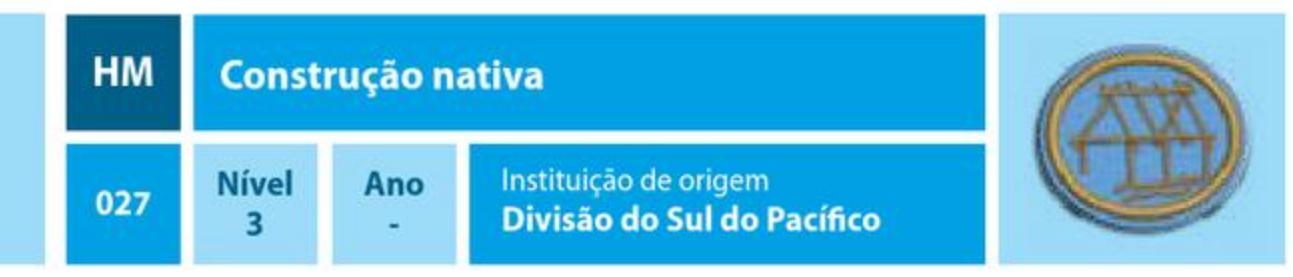 HM
Construção nativa
027
Nível
3
Ano
-
Instituição de origem
Divisão do Sul do Pacífico